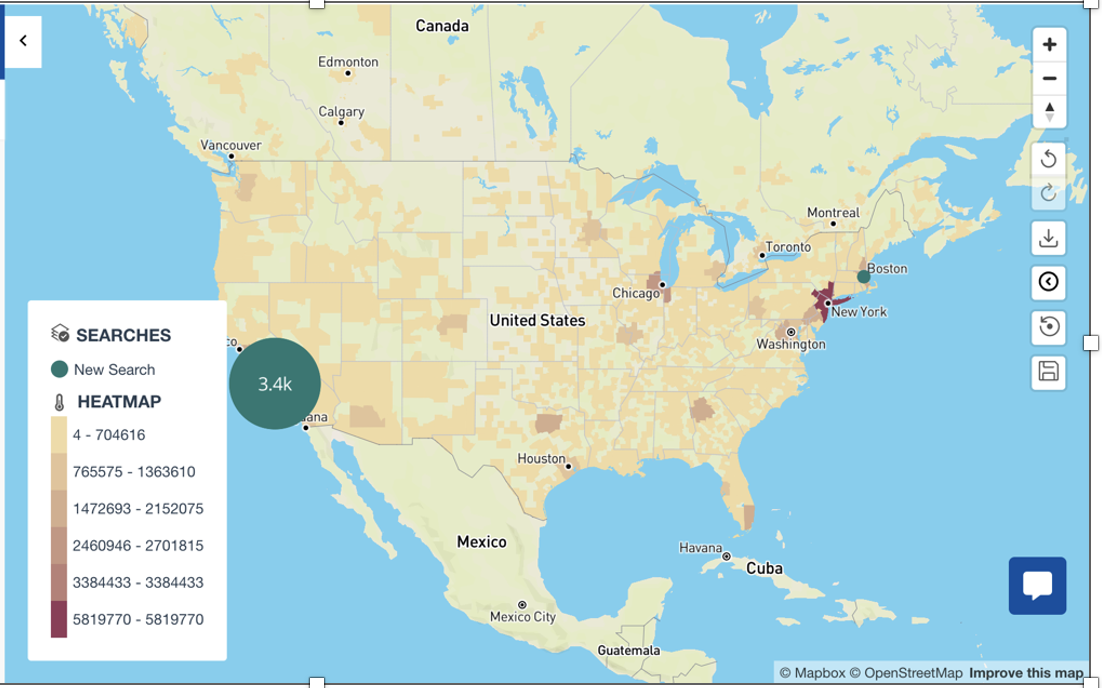 Canada
Edmonton
Calgary
Vancouver
Montreal
Toronto
Boston
Chicago
New York
United States
Washington
co
SEARCHES
New Search
3.4k
HEATMAP
ana
4 - 704616
765575 - 1363610
Houston
1472693 - 2152075
2460946 - 2701815
Mexico
Havana
Cuba
3384433 - 3384433
5819770 - 5819770
Mexico City
Guatemala
© Mapbox © OpenStreetMap Improve this map